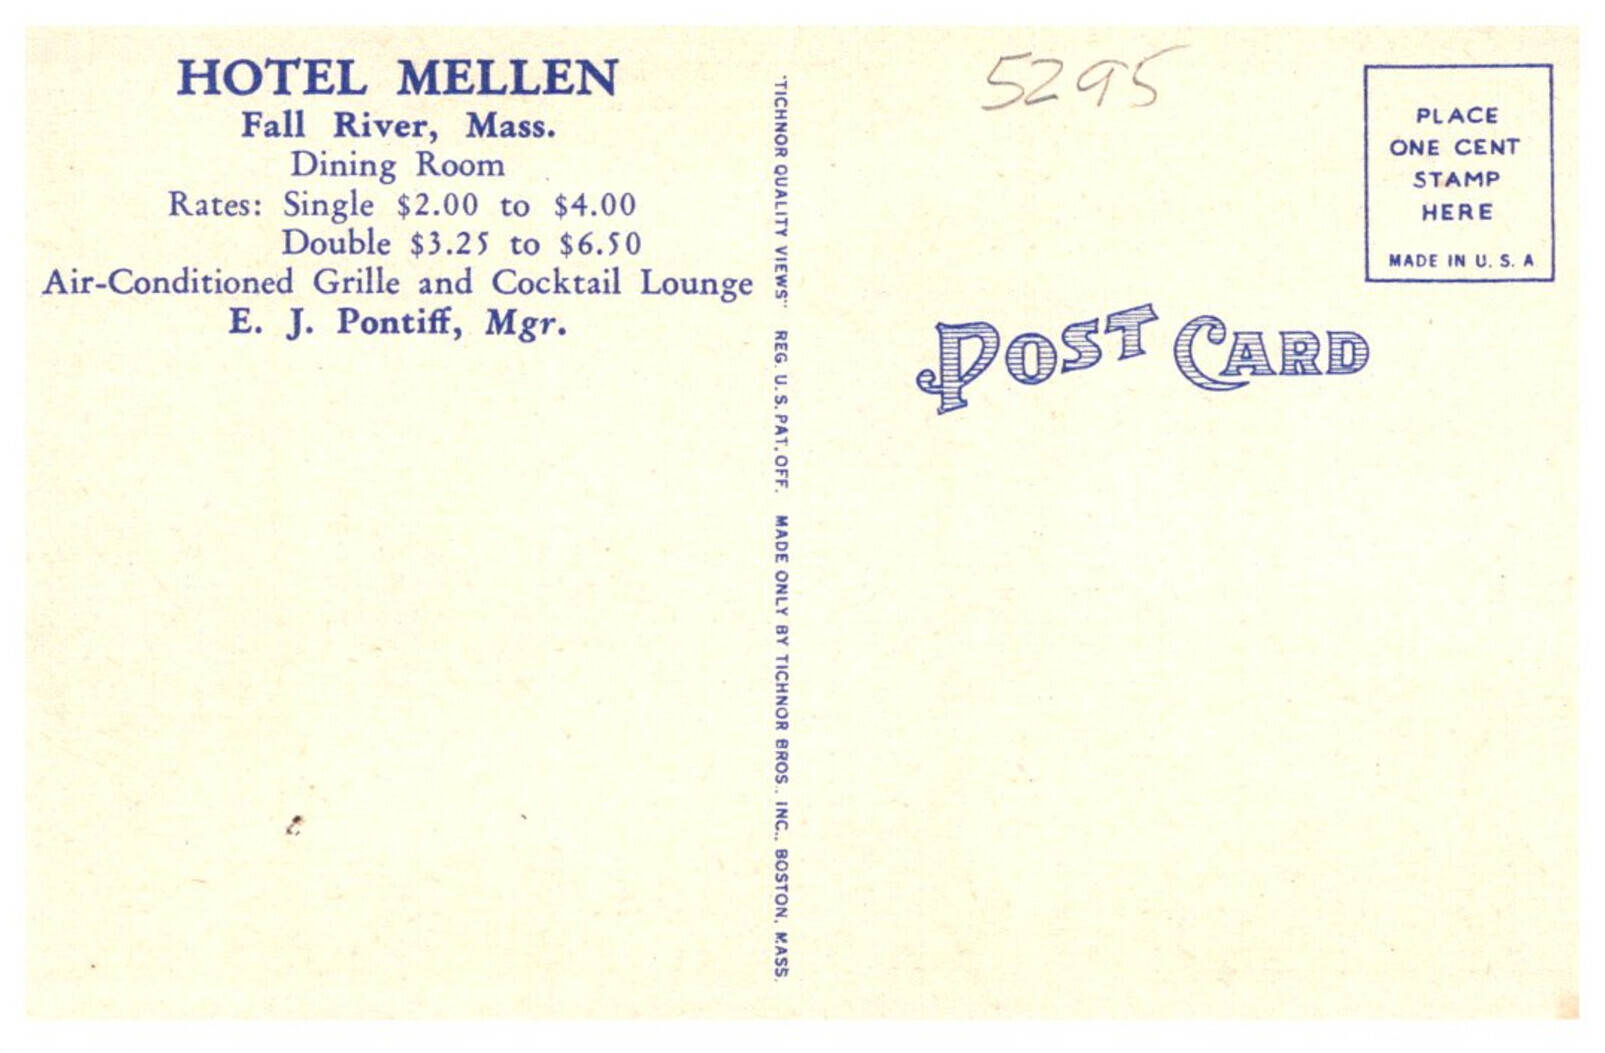 HOTEL MELLEN
Fall River, Mass.
Dining Room
Rates: Single $2.00 to $4.00
Double $3.25 to $6.50
Air-Conditioned Grille and Cocktail Lounge
E. J. Pontiff, Mgr.
"TICHNOR QUALITY VIEWS" REG. U. S. PAT. OFF. MADE ONLY BY TICHNOR BROS., INC., BOSTON, MASS.
5295
PLACE
ONE CENT
STAMP
HERE
MADE IN U. S. A
POST CARD